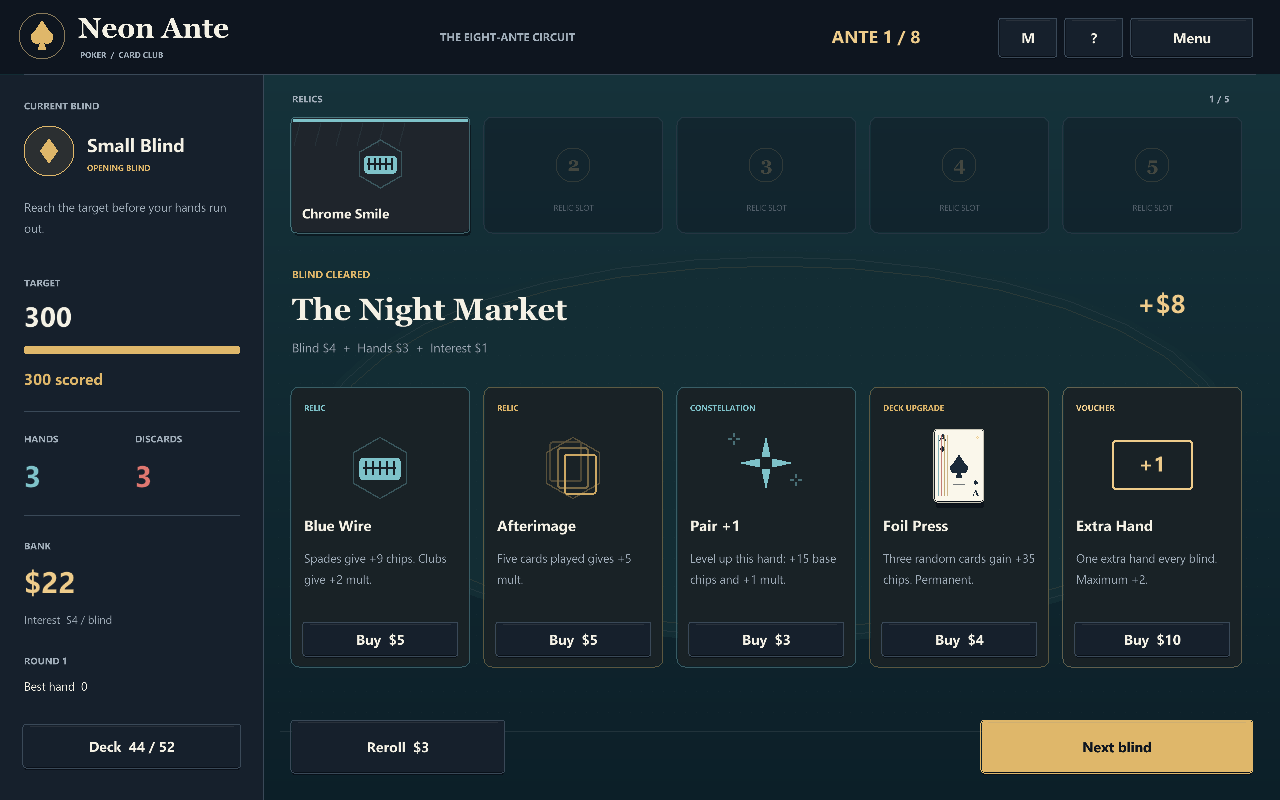 Neon Ante
POKER / CARD CLUB
THE EIGHT-ANTE CIRCUIT
ANTE 1 / 8
M
?
Menu
CURRENT BLIND
Small Blind
OPENING BLIND
Reach the target before your hands run
out.
TARGET
300
300 scored
HANDS
DISCARDS
3
3
BANK
$22
Interest $4 / blind
ROUND 1
Best hand 0
Deck 44 / 52
RELICS
1 / 5
Chrome Smile
2
RELIC SLOT
3
RELIC SLOT
4
RELIC SLOT
5
RELIC SLOT
BLIND CLEARED
The Night Market
+$8
Blind $4 + Hands $3 + Interest $1
RELIC
Blue Wire
Spades give +9 chips. Clubs
give +2 mult.
Buy $5
RELIC
Afterimage
Five cards played gives +5
mult.
Buy $5
CONSTELLATION
Pair +1
Level up this hand: +15 base
chips and +1 mult.
Buy $3
DECK UPGRADE
A
A
Foil Press
Three random cards gain +35
chips. Permanent.
Buy $4
VOUCHER
+1
Extra Hand
One extra hand every blind.
Maximum +2.
Buy $10
Reroll $3
Next blind